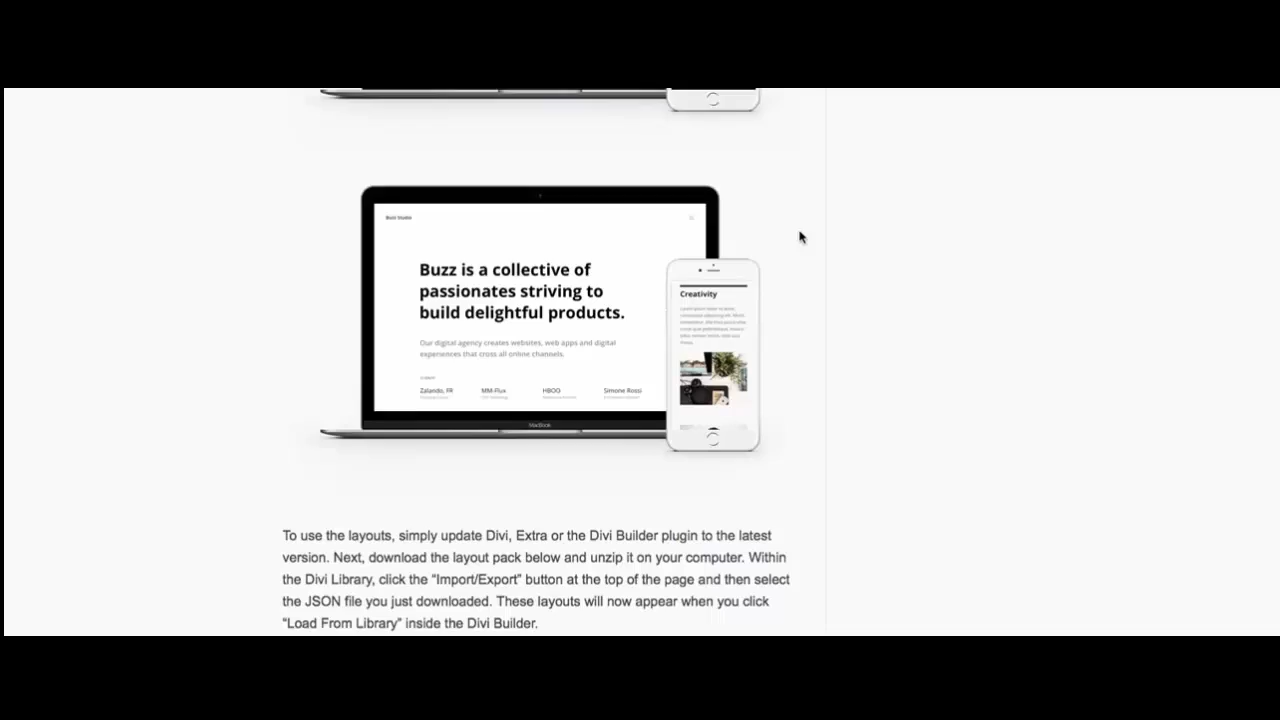 Buzz Studio
Buzz is a collective of
passionates striving to
build delightful products.
Our digital agency creates websites, web apps and digital
experiences that cross all online channels.
Zalando, FR MM-Flux HBOO Simone Rossi
MacBook
Creativity
To use the layouts, simply update Divi, Extra or the Divi Builder plugin to the latest
version. Next, download the layout pack below and unzip it on your computer. Within
the Divi Library, click the “Import/Export” button at the top of the page and then select
the JSON file you just downloaded. These layouts will now appear when you click
“Load From Library” inside the Divi Builder.